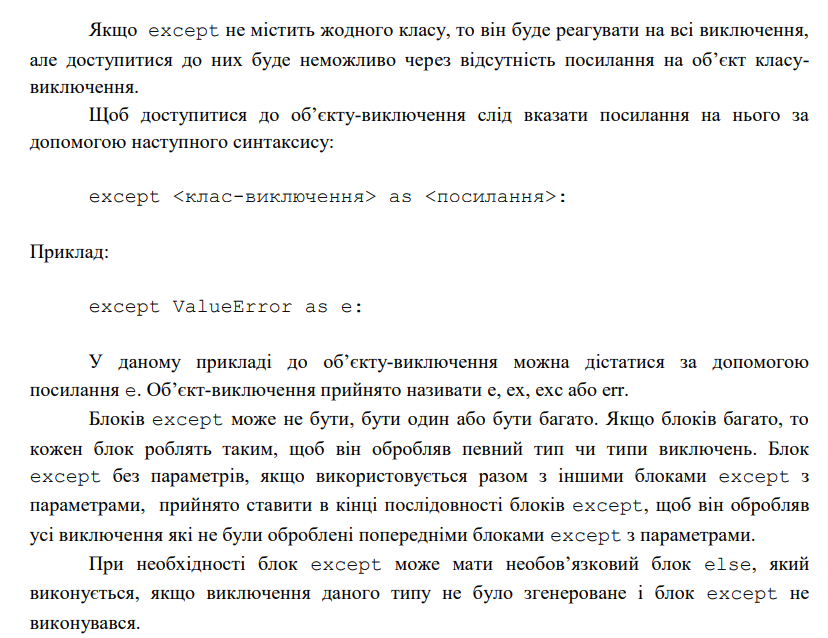 Якщо except не містить жодного класу, то він буде реагувати на всі виключення,
але доступитися до них буде неможливо через відсутність посилання на об’єкт класу-
виключення.
Щоб доступитися до об’єкту-виключення слід вказати посилання на нього за
допомогою наступного синтаксису:
except <клас-виключення> as <посилання>:
Приклад:
except ValueError as e:
У даному прикладі до об’єкту-виключення можна дістатися за допомогою
посилання e. Об’єкт-виключення прийнято називати e, ex, exc або err.
Блоків except може не бути, бути один або бути багато. Якщо блоків багато, то
кожен блок роблять таким, щоб він обробляв певний тип чи типи виключень. Блок
except без параметрів, якщо використовується разом з іншими блоками except з
параметрами, прийнято ставити в кінці послідовності блоків except, щоб він обробляв
усі виключення які не були оброблені попередніми блоками except з параметрами.
При необхідності блок except може мати необов’язковий блок else, який
виконується, якщо виключення даного типу не було згенероване і блок except не
виконувався.